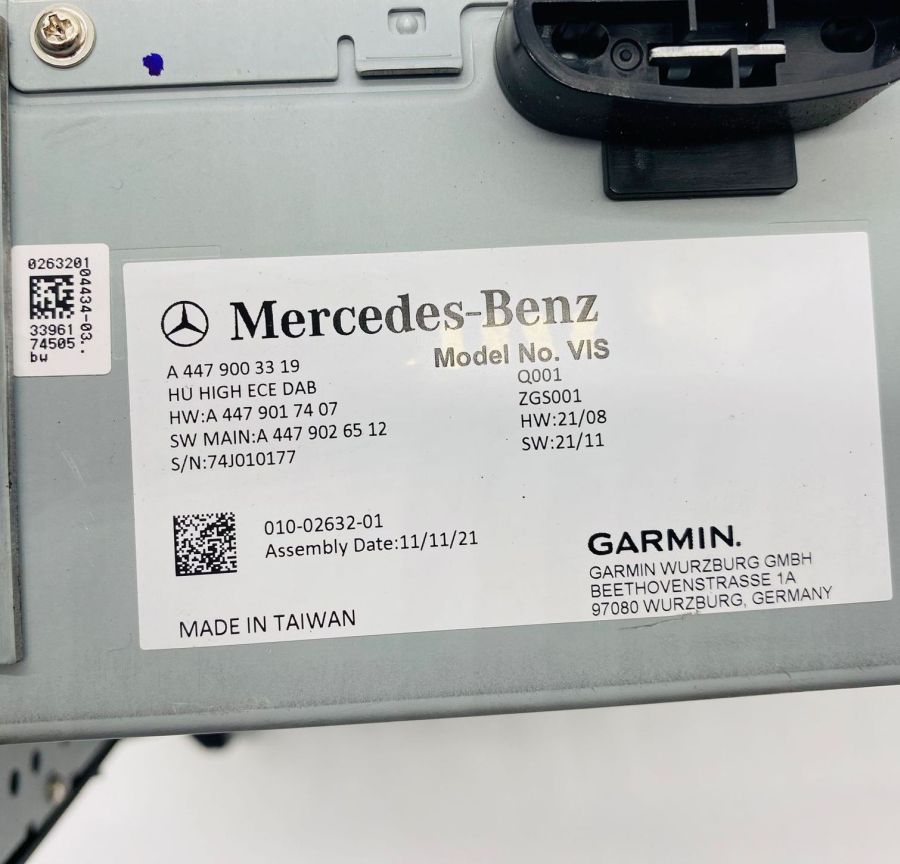 0263201
04434-03..
33961
74505
bw
Mercedes-Benz
Model No. VIS
A 447 900 33 19
HU HIGH ECE DAB
HW:A 447 901 74 07
SW MAIN:A 447 902 65 12
S/N:74J010177
Q001
ZGS001
HW:21/08
SW:21/11
010-02632-01
Assembly Date:11/11/21
MADE IN TAIWAN
GARMIN.
GARMIN WURZBURG GMBH
BEETHOVENSTRASSE 1A
97080 WURZBURG, GERMANY